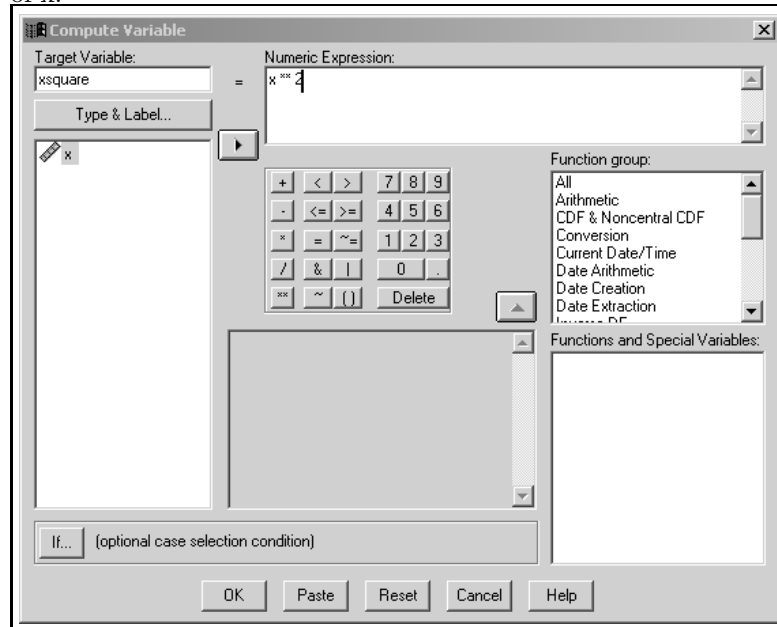 Compute Variable
Target Variable:
xsquare
=
Numeric Expression:
x ** 2
Type & Label...
x
+ < > 7 8 9
- <= >= 4 5 6
* = ~= 1 2 3
/ & | 0 .
** ~ () Delete
Function group:
All
Arithmetic
CDF & Noncentral CDF
Conversion
Current Date/Time
Date Arithmetic
Date Creation
Date Extraction
Functions and Special Variables:
If... (optional case selection condition)
OK Paste Reset Cancel Help